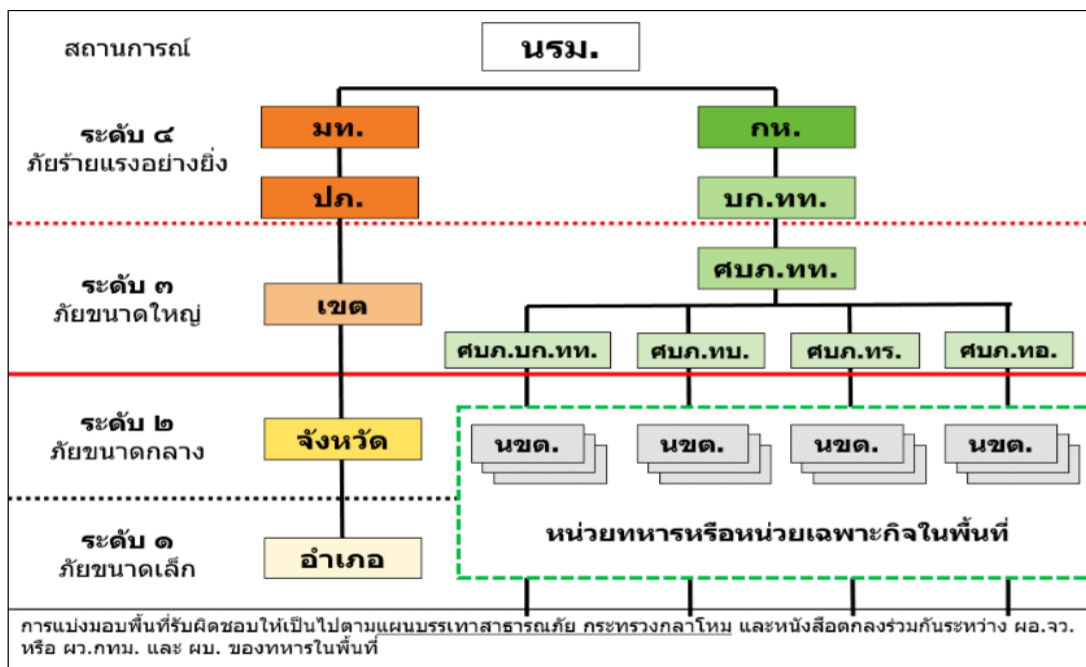 สถานการณ์
นรม.
ระดับ ๔
ภัยร้ายแรงอย่างยิ่ง
มท.
กห.
ปภ.
บก.ทท.
ระดับ ๓
ภัยขนาดใหญ่
เขต
ศบภ.ทท.
ศบภ.บก.ทท.
ศบภ.ทบ.
ศบภ.ทร.
ศบภ.ทอ.
ระดับ ๒
ภัยขนาดกลาง
จังหวัด
นขต.
นขต.
นขต.
นขต.
ระดับ ๑
ภัยขนาดเล็ก
อำเภอ
หน่วยทหารหรือหน่วยเฉพาะกิจในพื้นที่
การแบ่งมอบพื้นที่รับผิดชอบให้เป็นไปตามแผนบรรเทาสาธารณภัย กระทรวงกลาโหม และหนังสือตกลงร่วมกันระหว่าง ผอ.จว.
หรือ ผว.กทม. และ ผบ. ของทหารในพื้นที่